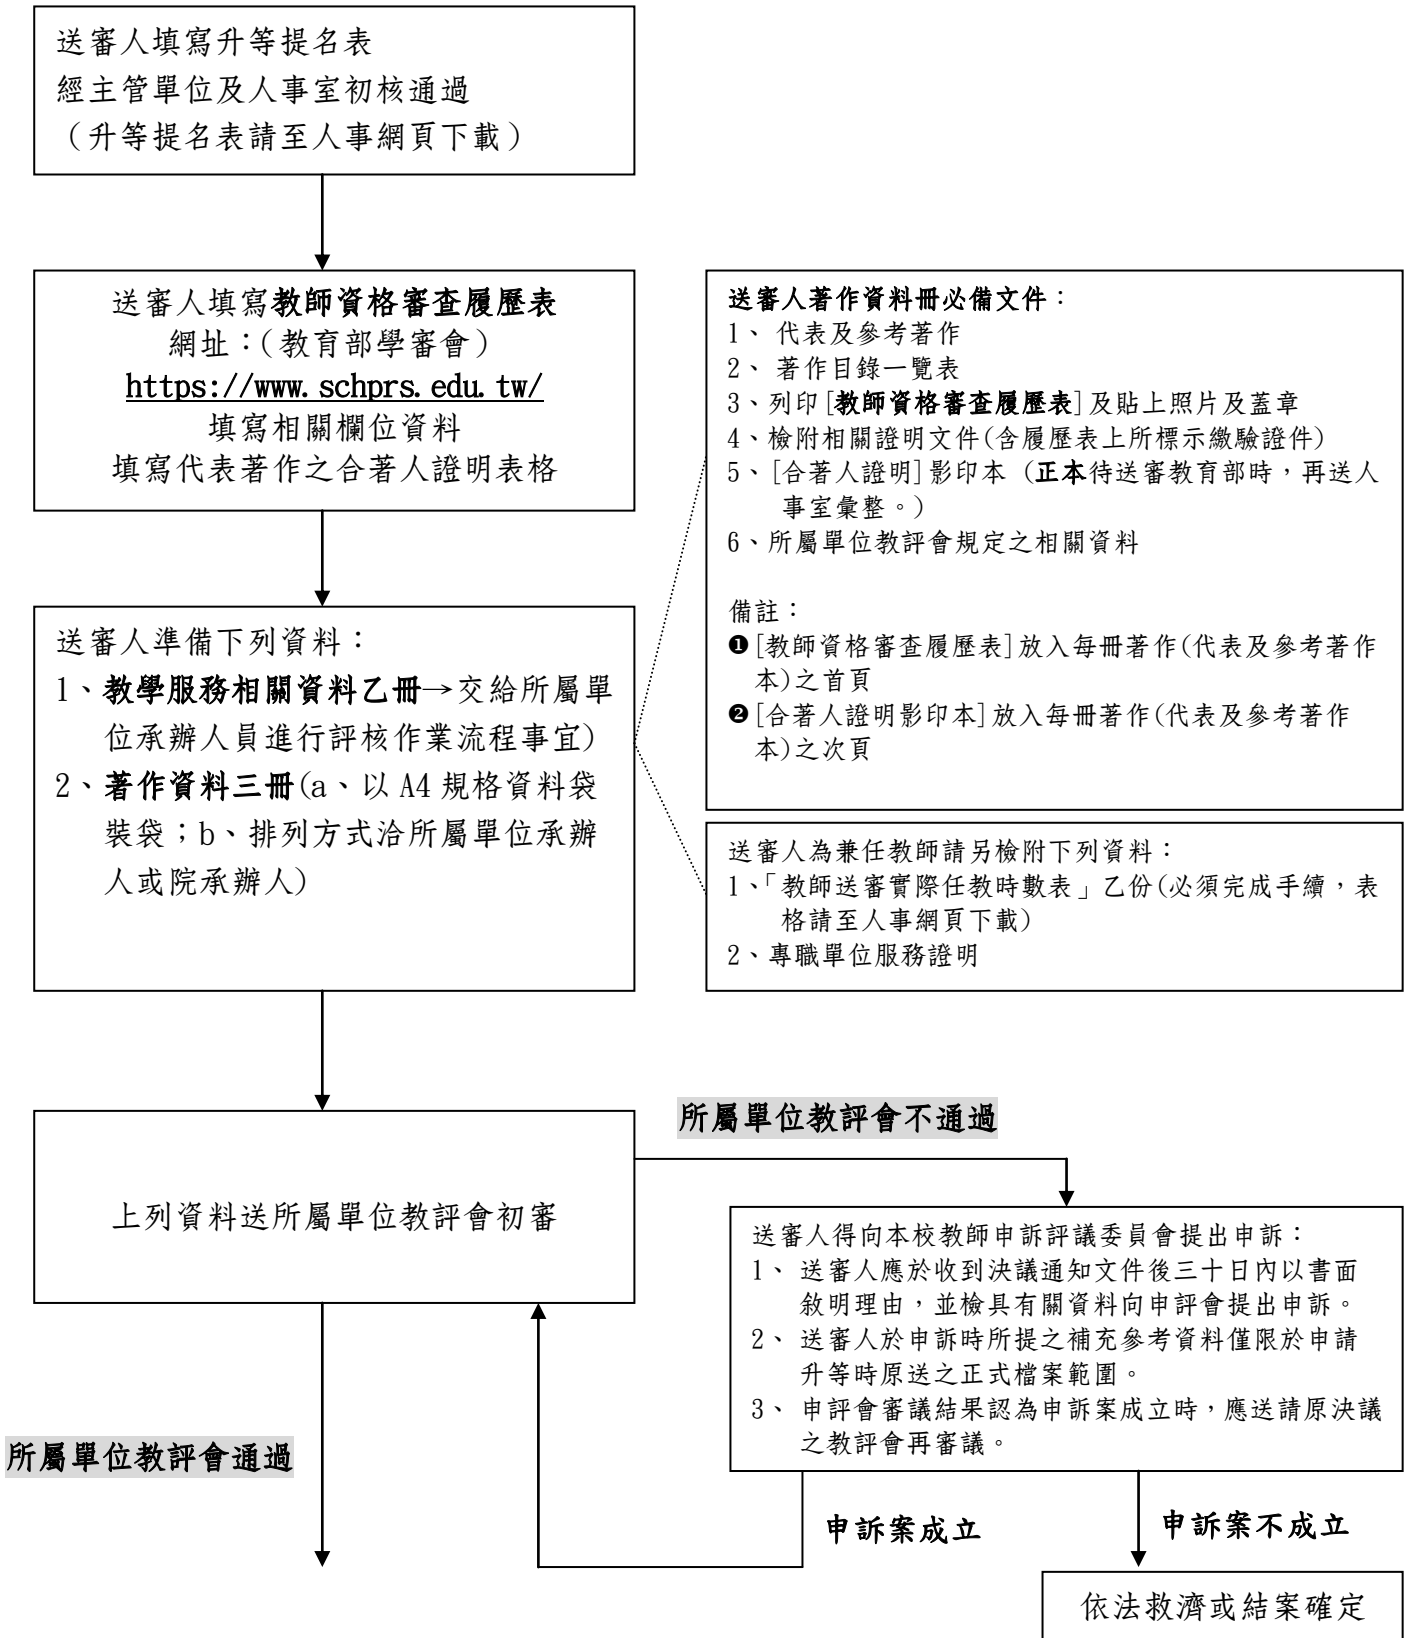 送審人填寫升等提名表
經主管單位及人事室初核通過
（升等提名表請至人事網頁下載）
送審人填寫教師資格審查履歷表
網址：（教育部學審會）
https://www.schprs.edu.tw/
填寫相關欄位資料
填寫代表著作之合著人證明表格
送審人著作資料冊必備文件：
1、 代表及參考著作
2、 著作目錄一覽表
3、列印[教師資格審查履歷表]及貼上照片及蓋章
4、檢附相關證明文件(含履歷表上所標示繳驗證件)
5、[合著人證明]影印本 (正本待送審教育部時，再送人
事室彙整。)
6、所屬單位教評會規定之相關資料
備註：
❶[教師資格審查履歷表]放入每冊著作(代表及參考著作
本)之首頁
❷[合著人證明影印本]放入每冊著作(代表及參考著作
本)之次頁
送審人準備下列資料：
1、教學服務相關資料乙冊→交給所屬單
位承辦人員進行評核作業流程事宜)
2、著作資料三冊(a、以 A4 規格資料袋
裝袋；b、排列方式洽所屬單位承辦
人或院承辦人)
送審人為兼任教師請另檢附下列資料：
1、「教師送審實際任教時數表」乙份(必須完成手續，表
格請至人事網頁下載)
2、專職單位服務證明
所屬單位教評會不通過
上列資料送所屬單位教評會初審
送審人得向本校教師申訴評議委員會提出申訴：
1、 送審人應於收到決議通知文件後三十日內以書面
敘明理由，並檢具有關資料向申評會提出申訴。
2、 送審人於申訴時所提之補充參考資料僅限於申請
升等時原送之正式檔案範圍。
3、 申評會審議結果認為申訴案成立時，應送請原決議
之教評會再審議。
所屬單位教評會通過
申訴案成立
申訴案不成立
依法救濟或結案確定